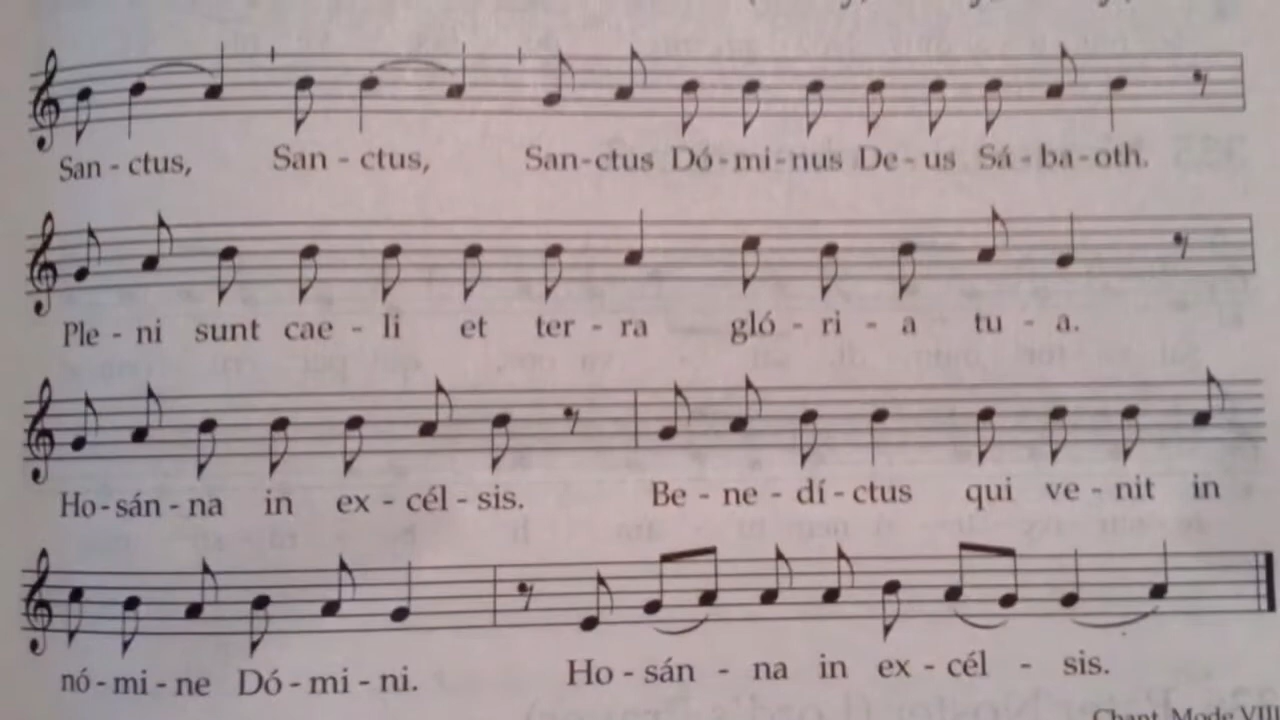 San - ctus, San - ctus, San-ctus Dó-mi-nus De-us Sá-ba-oth.
Ple - ni sunt cae - li et ter - ra gló - ri - a tu - a.
Ho-sán-na in ex-cél-sis. Be - ne - dí-ctus qui ve-nit in
nó-mi-ne Dó-mi-ni. Ho-sán - na in ex-cél - sis.
Chant, Mode VIII